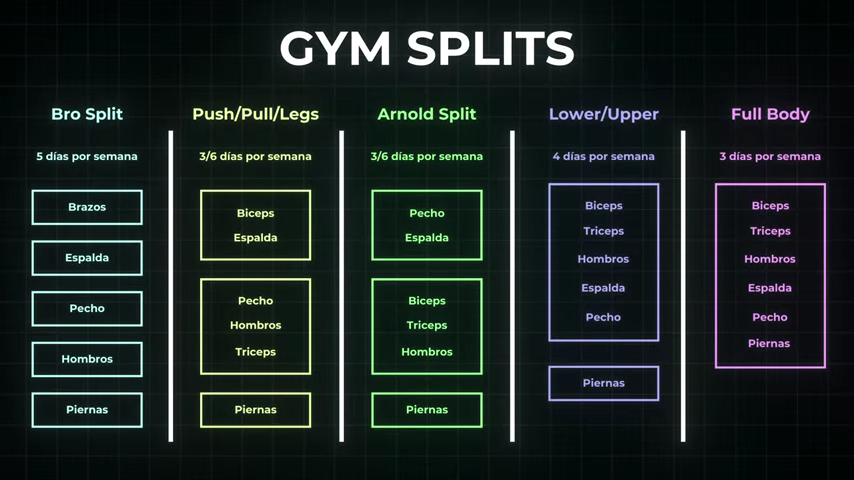 GYM SPLITS
Bro Split
5 días por semana
Brazos
Espalda
Pecho
Hombros
Piernas
Push/Pull/Legs
3/6 días por semana
Biceps
Espalda
Pecho
Hombros
Triceps
Piernas
Arnold Split
3/6 días por semana
Pecho
Espalda
Biceps
Triceps
Hombros
Piernas
Lower/Upper
4 días por semana
Biceps
Triceps
Hombros
Espalda
Pecho
Piernas
Full Body
3 días por semana
Biceps
Triceps
Hombros
Espalda
Pecho
Piernas